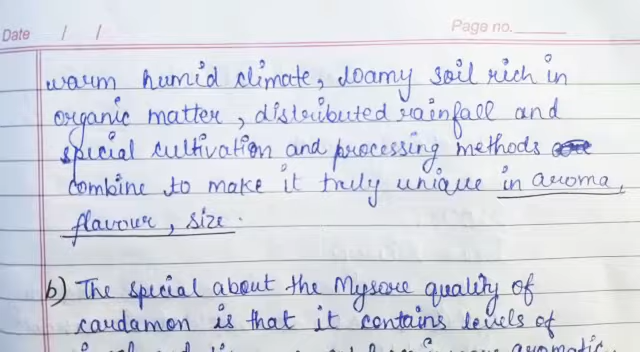 Date / /
Page no.
warm humid climate, loamy soil rich in
organic matter, distributed rainfall and
special cultivation and processing methods
combine to make it truly unique in aroma,
flavour, size.
b) The special about the Mysore quality of
cardamon is that it contains levels of
aromatic